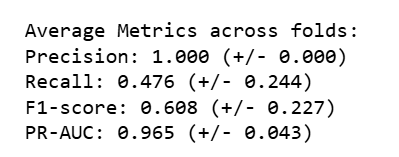 Average Metrics across folds:
Precision: 1.000 (+/- 0.000)
Recall: 0.476 (+/- 0.244)
F1-score: 0.608 (+/- 0.227)
PR-AUC: 0.965 (+/- 0.043)